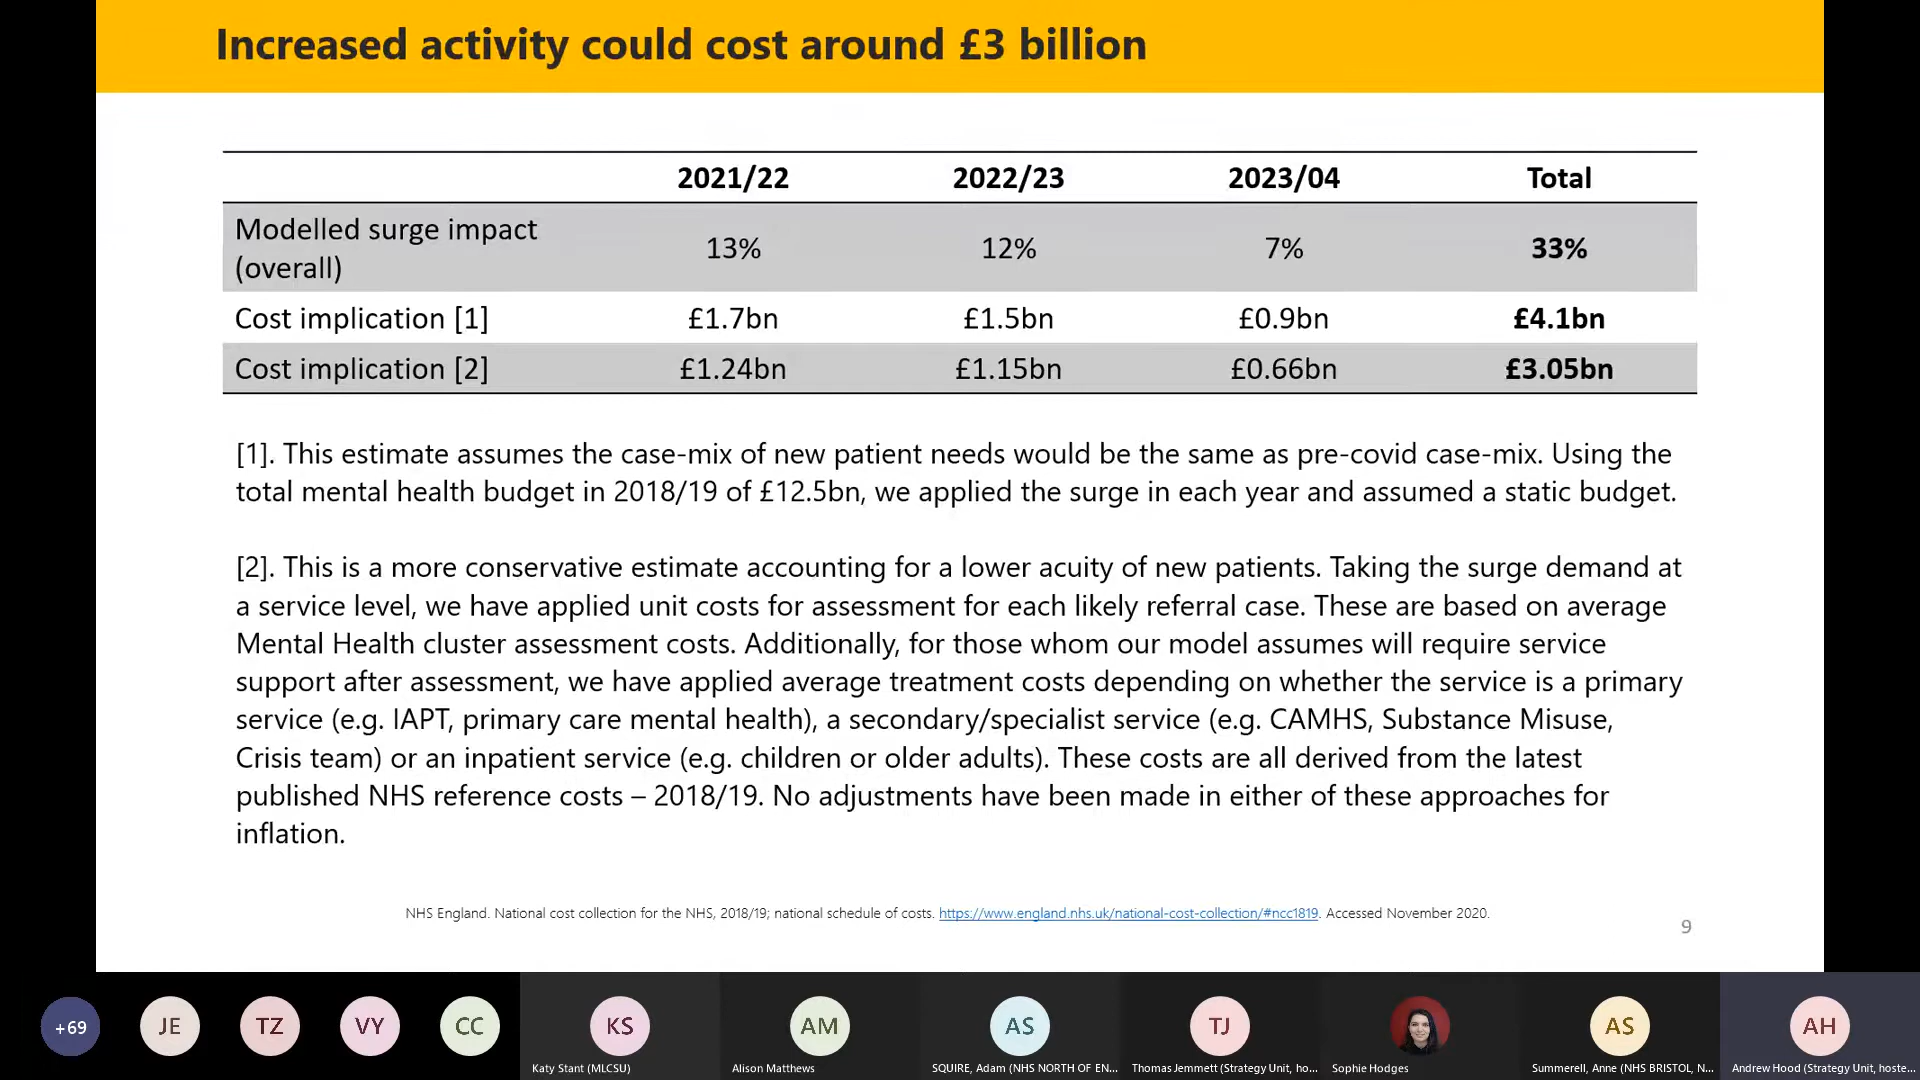 Increased activity could cost around £3 billion
2021/22 2022/23 2023/04 Total
Modelled surge impact
(overall) 13% 12% 7% 33%
Cost implication [1] £1.7bn £1.5bn £0.9bn £4.1bn
Cost implication [2] £1.24bn £1.15bn £0.66bn £3.05bn
[1]. This estimate assumes the case-mix of new patient needs would be the same as pre-covid case-mix. Using the
total mental health budget in 2018/19 of £12.5bn, we applied the surge in each year and assumed a static budget.
[2]. This is a more conservative estimate accounting for a lower acuity of new patients. Taking the surge demand at
a service level, we have applied unit costs for assessment for each likely referral case. These are based on average
Mental Health cluster assessment costs. Additionally, for those whom our model assumes will require service
support after assessment, we have applied average treatment costs depending on whether the service is a primary
service (e.g. IAPT, primary care mental health), a secondary/specialist service (e.g. CAMHS, Substance Misuse,
Crisis team) or an inpatient service (e.g. children or older adults). These costs are all derived from the latest
published NHS reference costs – 2018/19. No adjustments have been made in either of these approaches for
inflation.
NHS England. National cost collection for the NHS, 2018/19; national schedule of costs. https://www.england.nhs.uk/national-cost-collection/#ncc1819. Accessed November 2020.
9
+69 JE TZ VY CC KS AM AS TJ AS AH
Katy Stant (MLCSU) Alison Matthews SQUIRE, Adam (NHS NORTH OF EN... Thomas Jemmett (Strategy Unit, ho... Sophie Hodges Summerell, Anne (NHS BRISTOL, N... Andrew Hood (Strategy Unit, hoste...